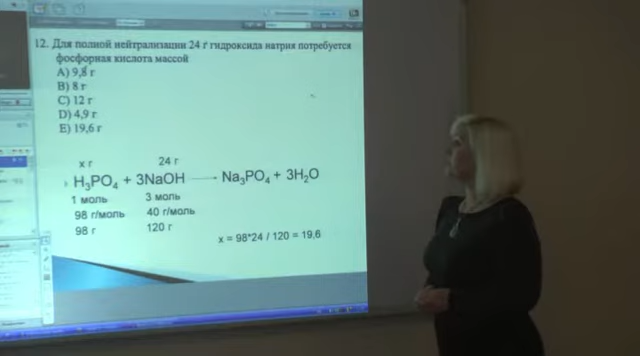 12. Для полной нейтрализации 24 г гидроксида натрия потребуется
фосфорная кислота массой
A) 9,8 г
B) 8 г
C) 12 г
D) 4,9 г
E) 19,6 г
x г 24 г
H₃PO₄ + 3NaOH → Na₃PO₄ + 3H₂O
1 моль 3 моль
98 г/моль 40 г/моль
98 г 120 г
x = 98*24 / 120 = 19,6